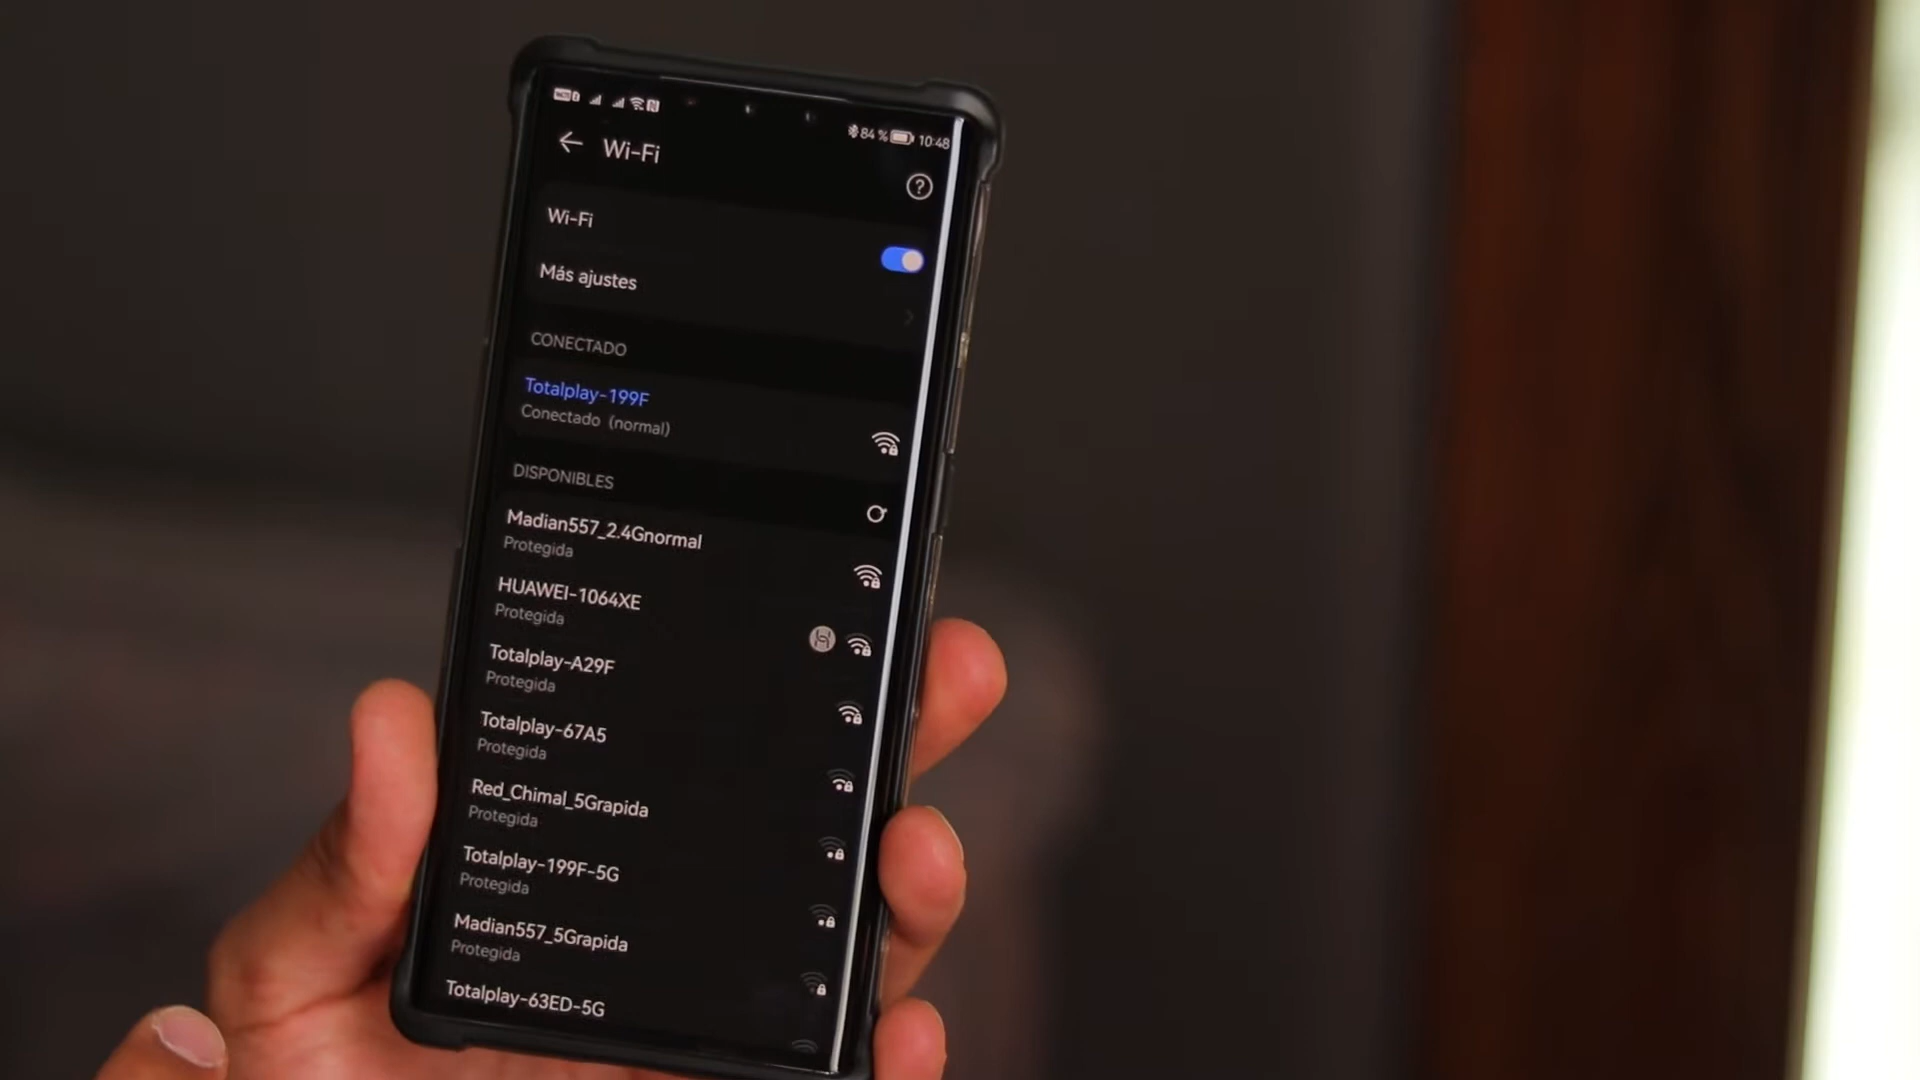 84 % 10:48
Wi-Fi
Wi-Fi
Más ajustes
CONECTADO
Totalplay-199F
Conectado (normal)
DISPONIBLES
Madian557_2.4Gnormal
Protegida
HUAWEI-1064XE
Protegida
Totalplay-A29F
Protegida
Totalplay-67A5
Protegida
Red_Chimal_5Grapida
Protegida
Totalplay-199F-5G
Protegida
Madian557_5Grapida
Protegida
Totalplay-63ED-5G